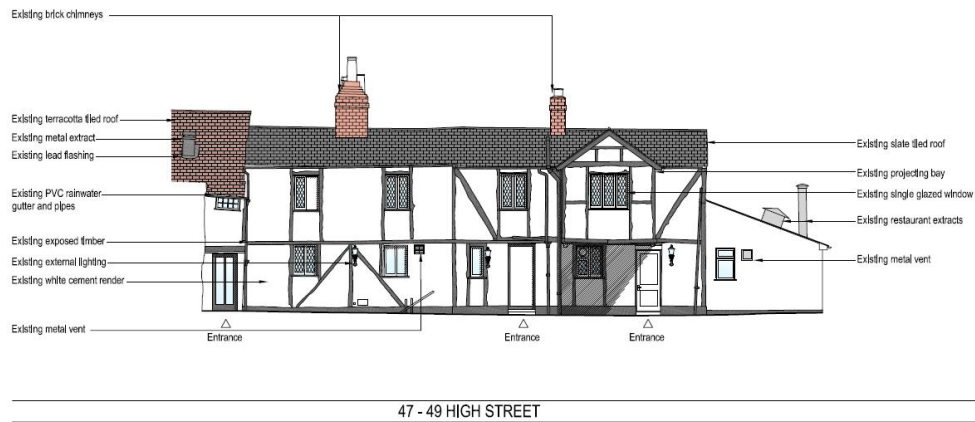 Existing brick chimneys
Existing terracotta tiled roof
Existing metal extract
Existing lead flashing
Existing PVC rainwater
gutter and pipes
Existing exposed timber
Existing external lighting
Existing white cement render
Existing metal vent
Existing slate tiled roof
Existing projecting bay
Existing single glazed window
Existing restaurant extracts
Existing metal vent
Entrance
Entrance
Entrance
47 - 49 HIGH STREET